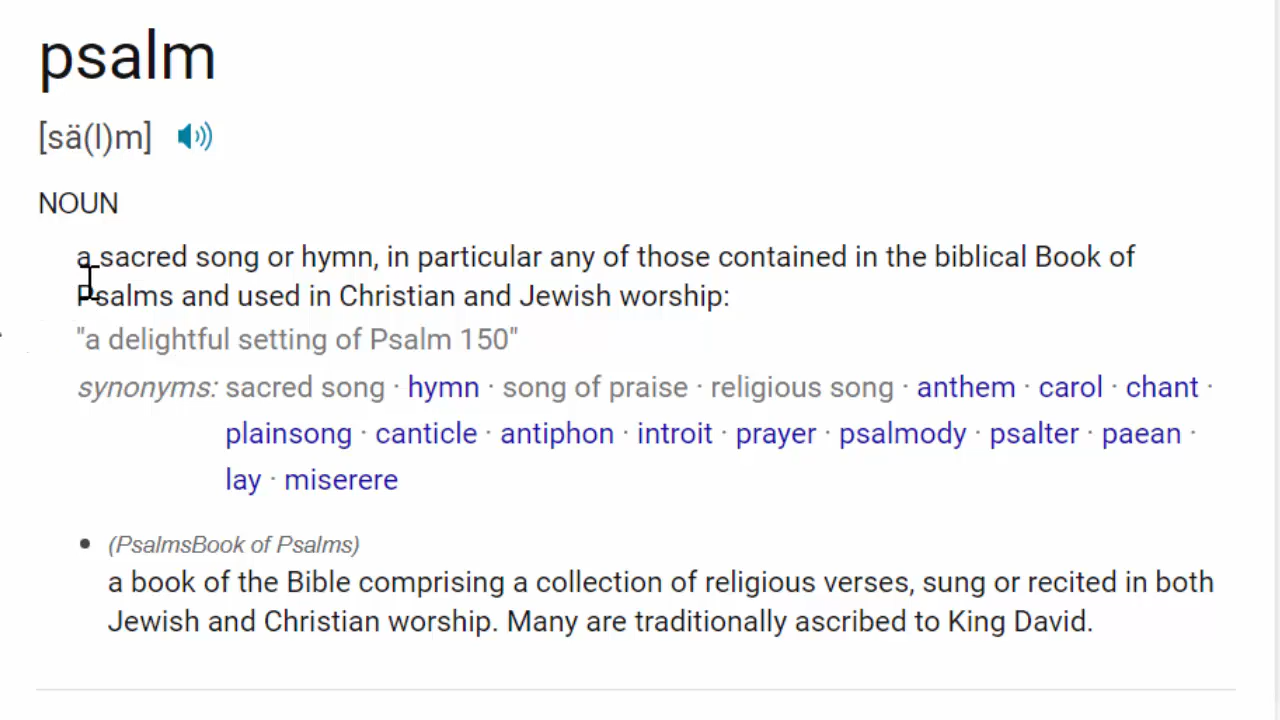 psalm
[sä(l)m]
NOUN
a sacred song or hymn, in particular any of those contained in the biblical Book of
Psalms and used in Christian and Jewish worship:
"a delightful setting of Psalm 150"
synonyms: sacred song · hymn · song of praise · religious song · anthem · carol · chant ·
plainsong · canticle · antiphon · introit · prayer · psalmody · psalter · paean ·
lay · miserere
• (PsalmsBook of Psalms)
a book of the Bible comprising a collection of religious verses, sung or recited in both
Jewish and Christian worship. Many are traditionally ascribed to King David.